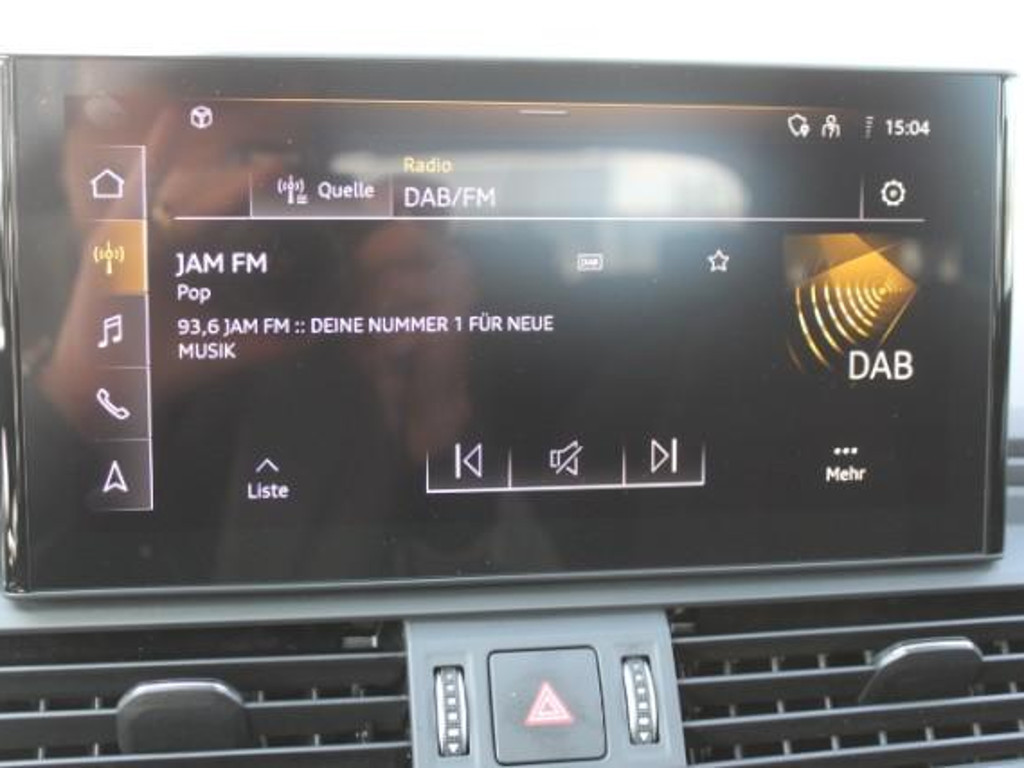 15:04
Radio
Quelle
DAB/FM
JAM FM
DAB
Pop
93,6 JAM FM :: DEINE NUMMER 1 FÜR NEUE
MUSIK
DAB
Liste
Mehr